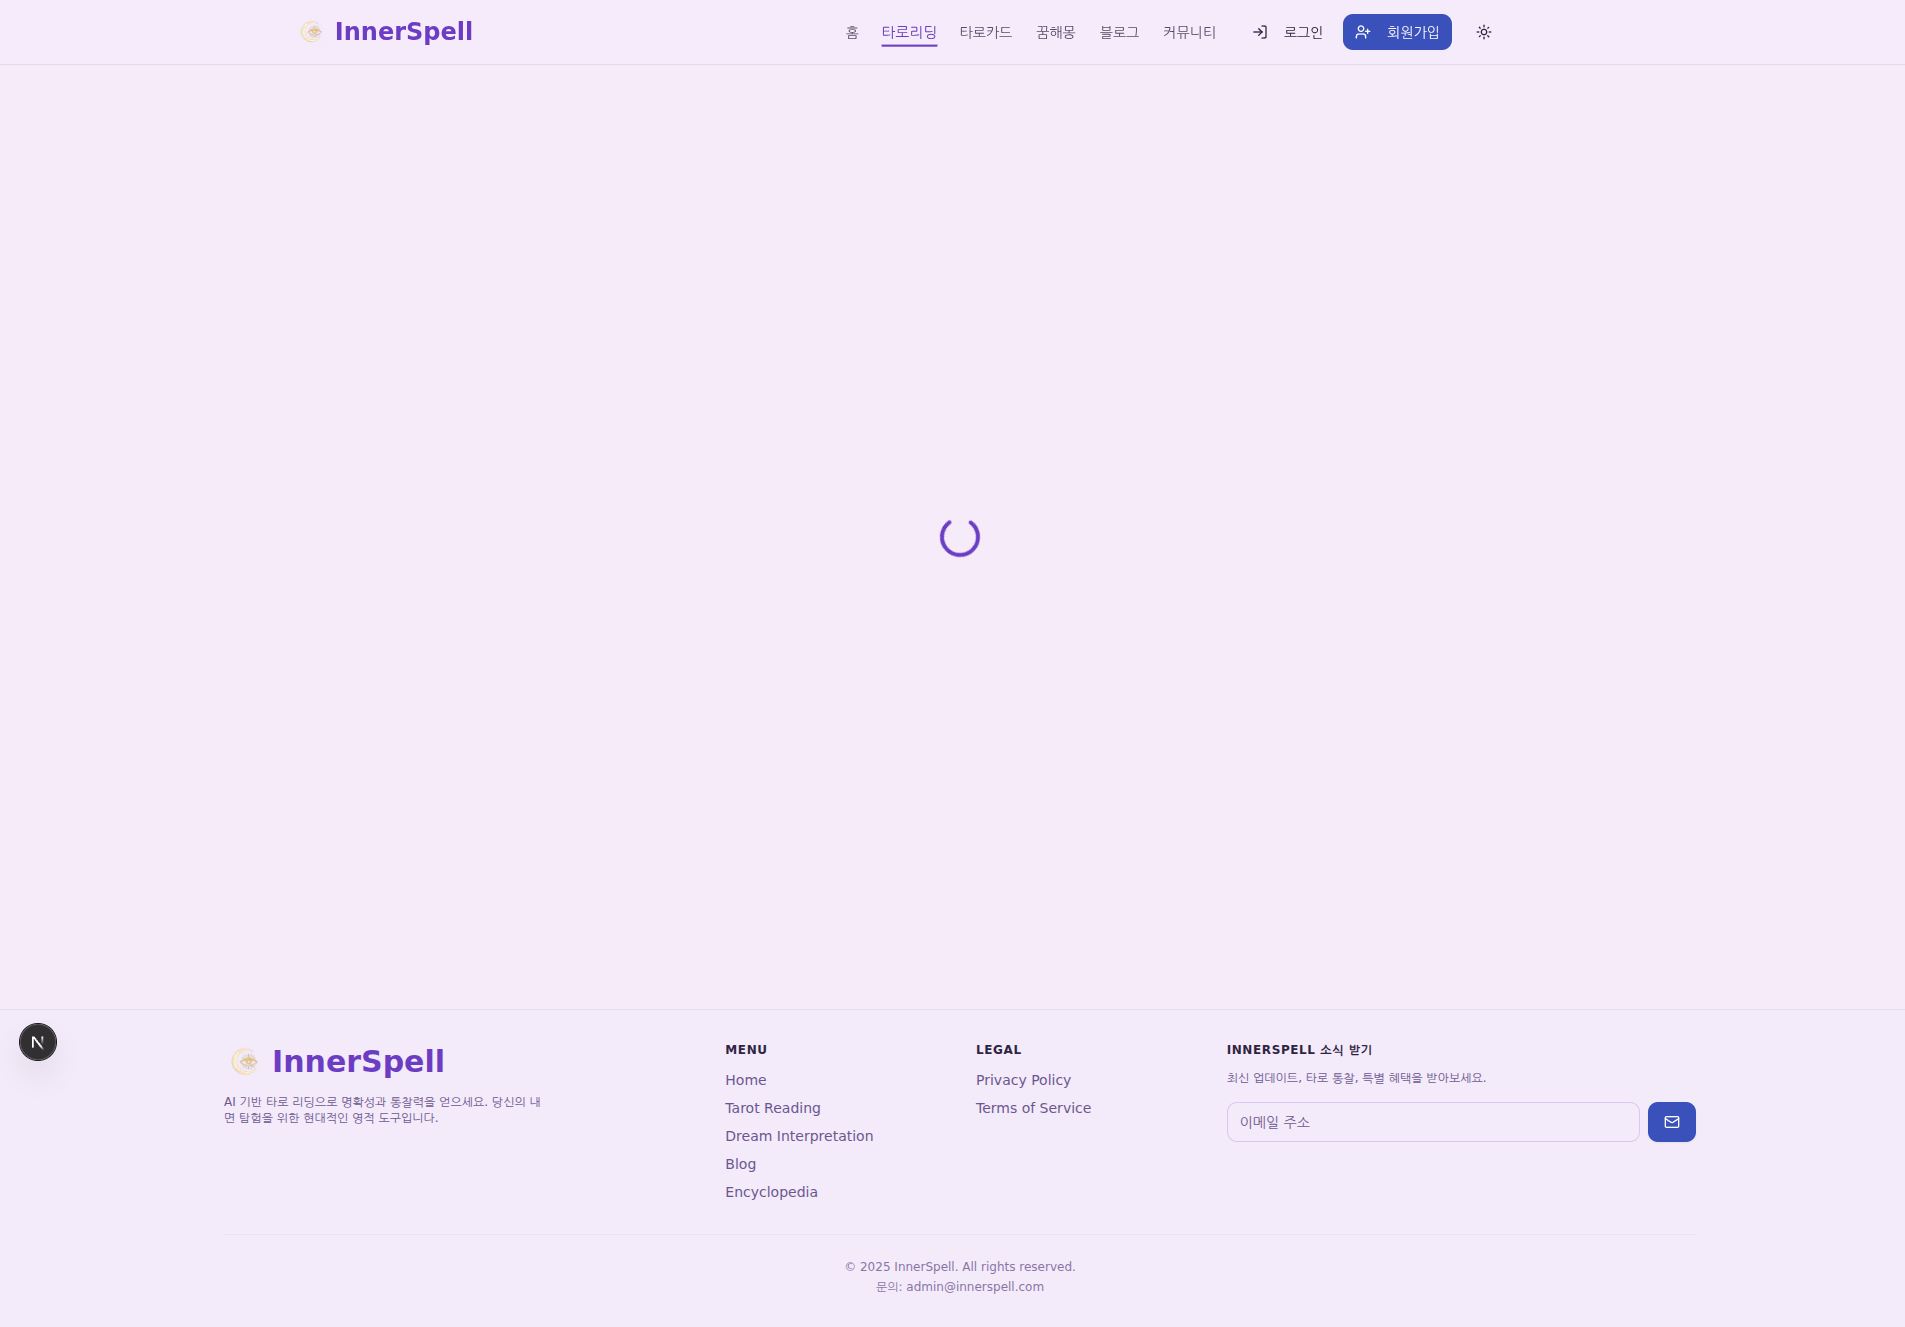 InnerSpell
홈
타로리딩
타로카드
꿈해몽
블로그
커뮤니티
로그인
회원가입
N
InnerSpell
AI 기반 타로 리딩으로 명확성과 통찰력을 얻으세요. 당신의 내
면 탐험을 위한 현대적인 영적 도구입니다.
MENU
Home
Tarot Reading
Dream Interpretation
Blog
Encyclopedia
LEGAL
Privacy Policy
Terms of Service
INNERSPELL 소식 받기
최신 업데이트, 타로 통찰, 특별 혜택을 받아보세요.
이메일 주소
© 2025 InnerSpell. All rights reserved.
문의: admin@innerspell.com